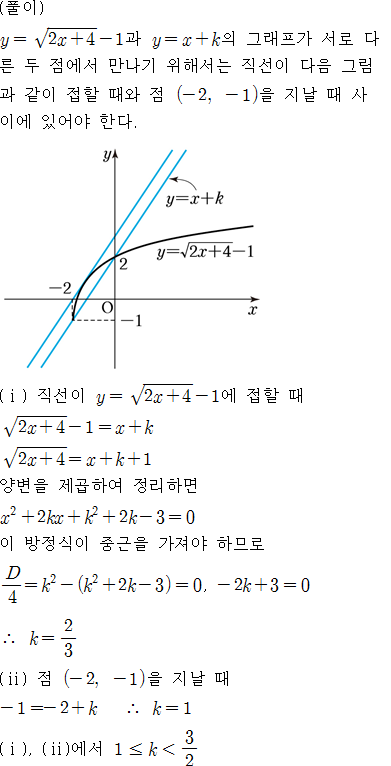 (풀이)
y = √(2x+4) − 1과 y = x + k의 그래프가 서로 다
른 두 점에서 만나기 위해서는 직선이 다음 그림
과 같이 접할 때와 점 (−2, −1)을 지날 때 사
이에 있어야 한다.
y
y=x+k
y=√(2x+4)−1
2
−2
O
x
−1
(ⅰ) 직선이 y = √(2x+4) − 1에 접할 때
√(2x+4) − 1 = x + k
√(2x+4) = x + k + 1
양변을 제곱하여 정리하면
x² + 2kx + k² + 2k − 3 = 0
이 방정식이 중근을 가져야 하므로
D/4 = k² − (k² + 2k − 3) = 0, −2k + 3 = 0
∴ k = 2/3
(ⅱ) 점 (−2, −1)을 지날 때
−1 = −2 + k ∴ k = 1
(ⅰ), (ⅱ)에서 1 ≤ k < 3/2